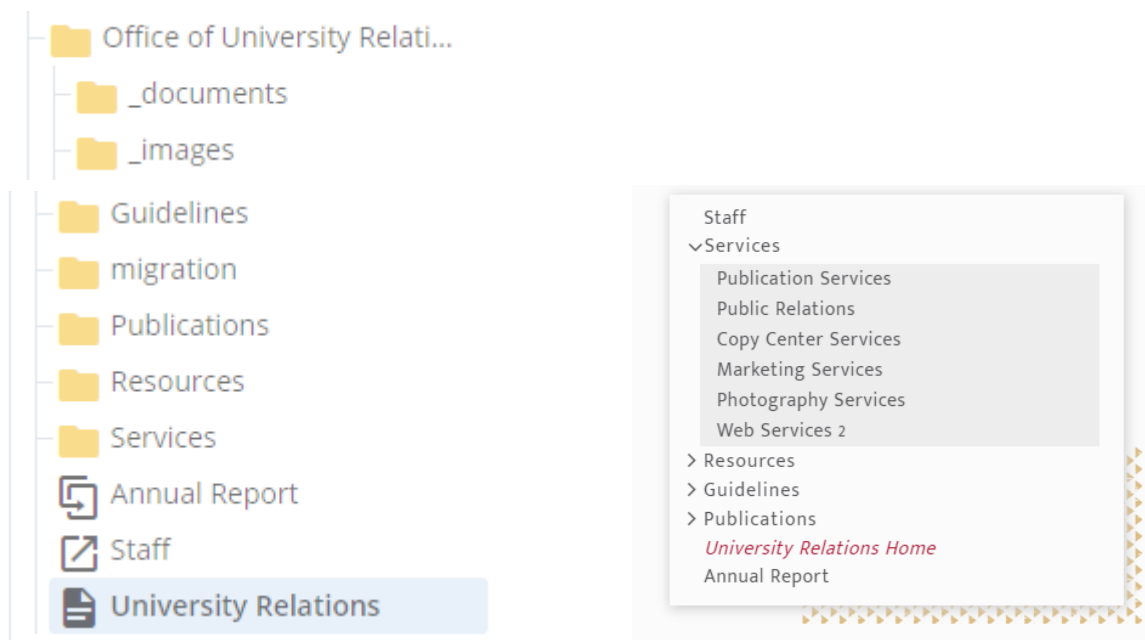 Office of University Relati...
_documents
_images
Guidelines
migration
Publications
Resources
Services
Annual Report
Staff
University Relations
Staff
Services
Publication Services
Public Relations
Copy Center Services
Marketing Services
Photography Services
Web Services 2
Resources
Guidelines
Publications
University Relations Home
Annual Report